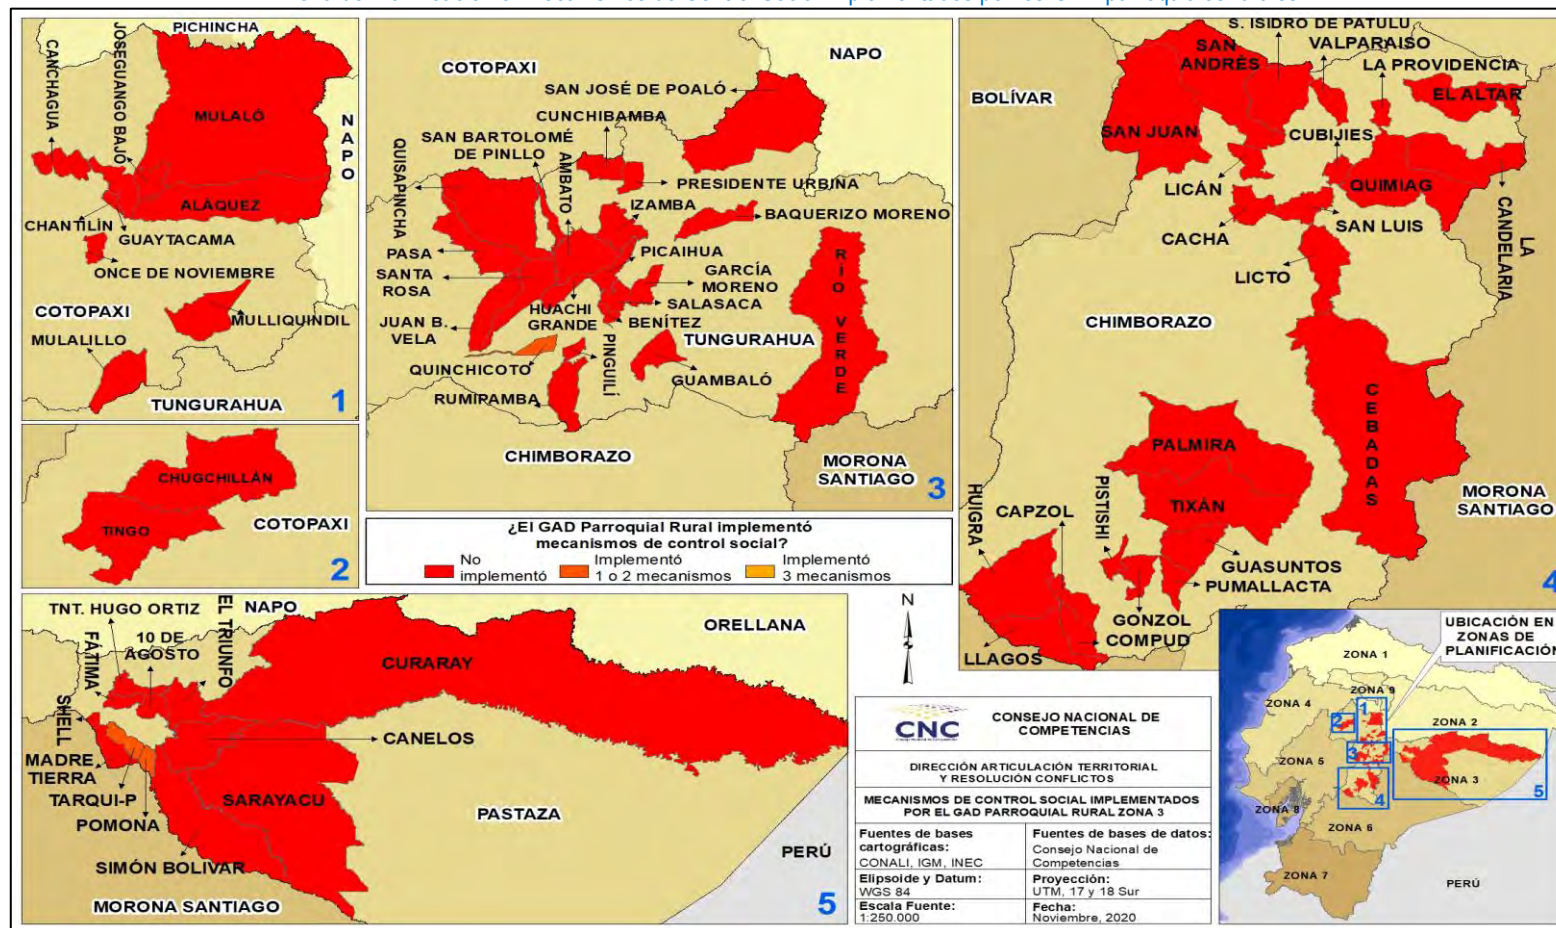 PICHINCHA
CANCHAGUA
JOSEGUANGO BAJO
MULALÓ
NAPO
ALAQUEZ
CHANTILÍN
GUAYTACAMA
ONCE DE NOVIEMBRE
COTOPAXI
MULLIQUINDIL
MULALILLO
TUNGURAHUA
1
CHUGCHILLÁN
TINGO
COTOPAXI
2
COTOPAXI
NAPO
SAN JOSÉ DE POALÓ
CUNCHIBAMBA
SAN BARTOLOMÉ
DE PINLLO
QUISAPINCHA
AMBATO
PRESIDENTE URBINA
IZAMBA
BAQUERIZO MORENO
PASA
PICAIHUA
SANTA
ROSA
GARCÍA
MORENO
SALASACA
HUACHI
GRANDE
BENÍTEZ
JUAN B.
VELA
TUNGURAHUA
RÍO VERDE
QUINCHICOTO
PINGUILÍ
GUAMBALÓ
RUMIPAMBA
CHIMBORAZO
MORONA
SANTIAGO
3
¿El GAD Parroquial Rural implementó
mecanismos de control social?
No
implementó
Implementó
1 o 2 mecanismos
Implementó
3 mecanismos
S. ISIDRO DE PATULU
SAN
ANDRÉS
VALPARAISO
LA PROVIDENCIA
BOLÍVAR
EL ALTAR
SAN JUAN
CUBIJIES
LICÁN
QUIMIAG
CACHA
SAN LUIS
LA
CANDELARIA
LICTO
CHIMBORAZO
CEBADAS
PALMIRA
HUIGRA
CAPZOL
PISTISHI
TIXÁN
MORONA
SANTIAGO
GUASUNTOS
PUMALLACTA
GONZOL
COMPUD
LLAGOS
4
TNT. HUGO ORTIZ
NAPO
EL TRIUNFO
10 DE
AGOSTO
FÁTIMA
ORELLANA
CURARAY
SHELL
CANELOS
MADRE
TIERRA
SARAYACU
TARQUI-P
PASTAZA
POMONA
SIMÓN BOLIVAR
PERÚ
MORONA SANTIAGO
5
N
CNC
CONSEJO NACIONAL DE
COMPETENCIAS
DIRECCIÓN ARTICULACIÓN TERRITORIAL
Y RESOLUCIÓN CONFLICTOS
MECANISMOS DE CONTROL SOCIAL IMPLEMENTADOS
POR EL GAD PARROQUIAL RURAL ZONA 3
Fuentes de bases
cartográficas:
CONALI, IGM, INEC
Fuentes de bases de datos:
Consejo Nacional de
Competencias
Elipsoide y Datum:
WGS 84
Proyección:
UTM, 17 y 18 Sur
Escala Fuente:
1:250.000
Fecha:
Noviembre, 2020
UBICACIÓN EN
ZONAS DE
PLANIFICACIÓN
ZONA 1
ZONA 9
ZONA 4
1
2
ZONA 2
3
ZONA 5
ZONA 3
4
5
ZONA 8
ZONA 6
ZONA 7
PERÚ